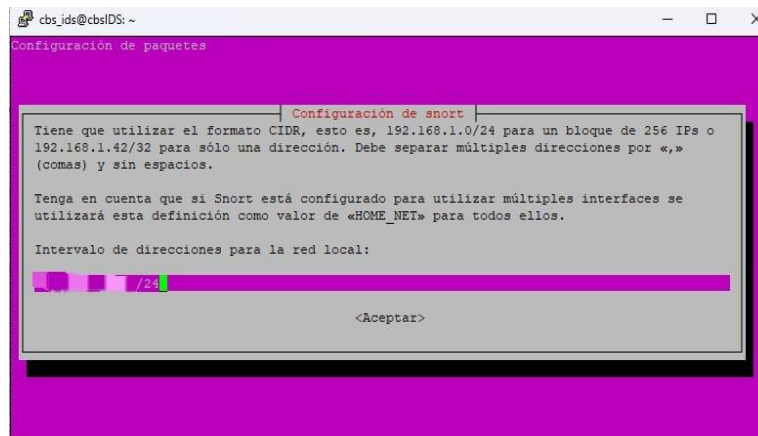 cbs_ids@cbsIDS: ~
Configuración de paquetes
Configuración de snort
Tiene que utilizar el formato CIDR, esto es, 192.168.1.0/24 para un bloque de 256 IPs o
192.168.1.42/32 para sólo una dirección. Debe separar múltiples direcciones por «,»
(comas) y sin espacios.
Tenga en cuenta que si Snort está configurado para utilizar múltiples interfaces se
utilizará esta definición como valor de «HOME_NET» para todos ellos.
Intervalo de direcciones para la red local:
/24
<Aceptar>